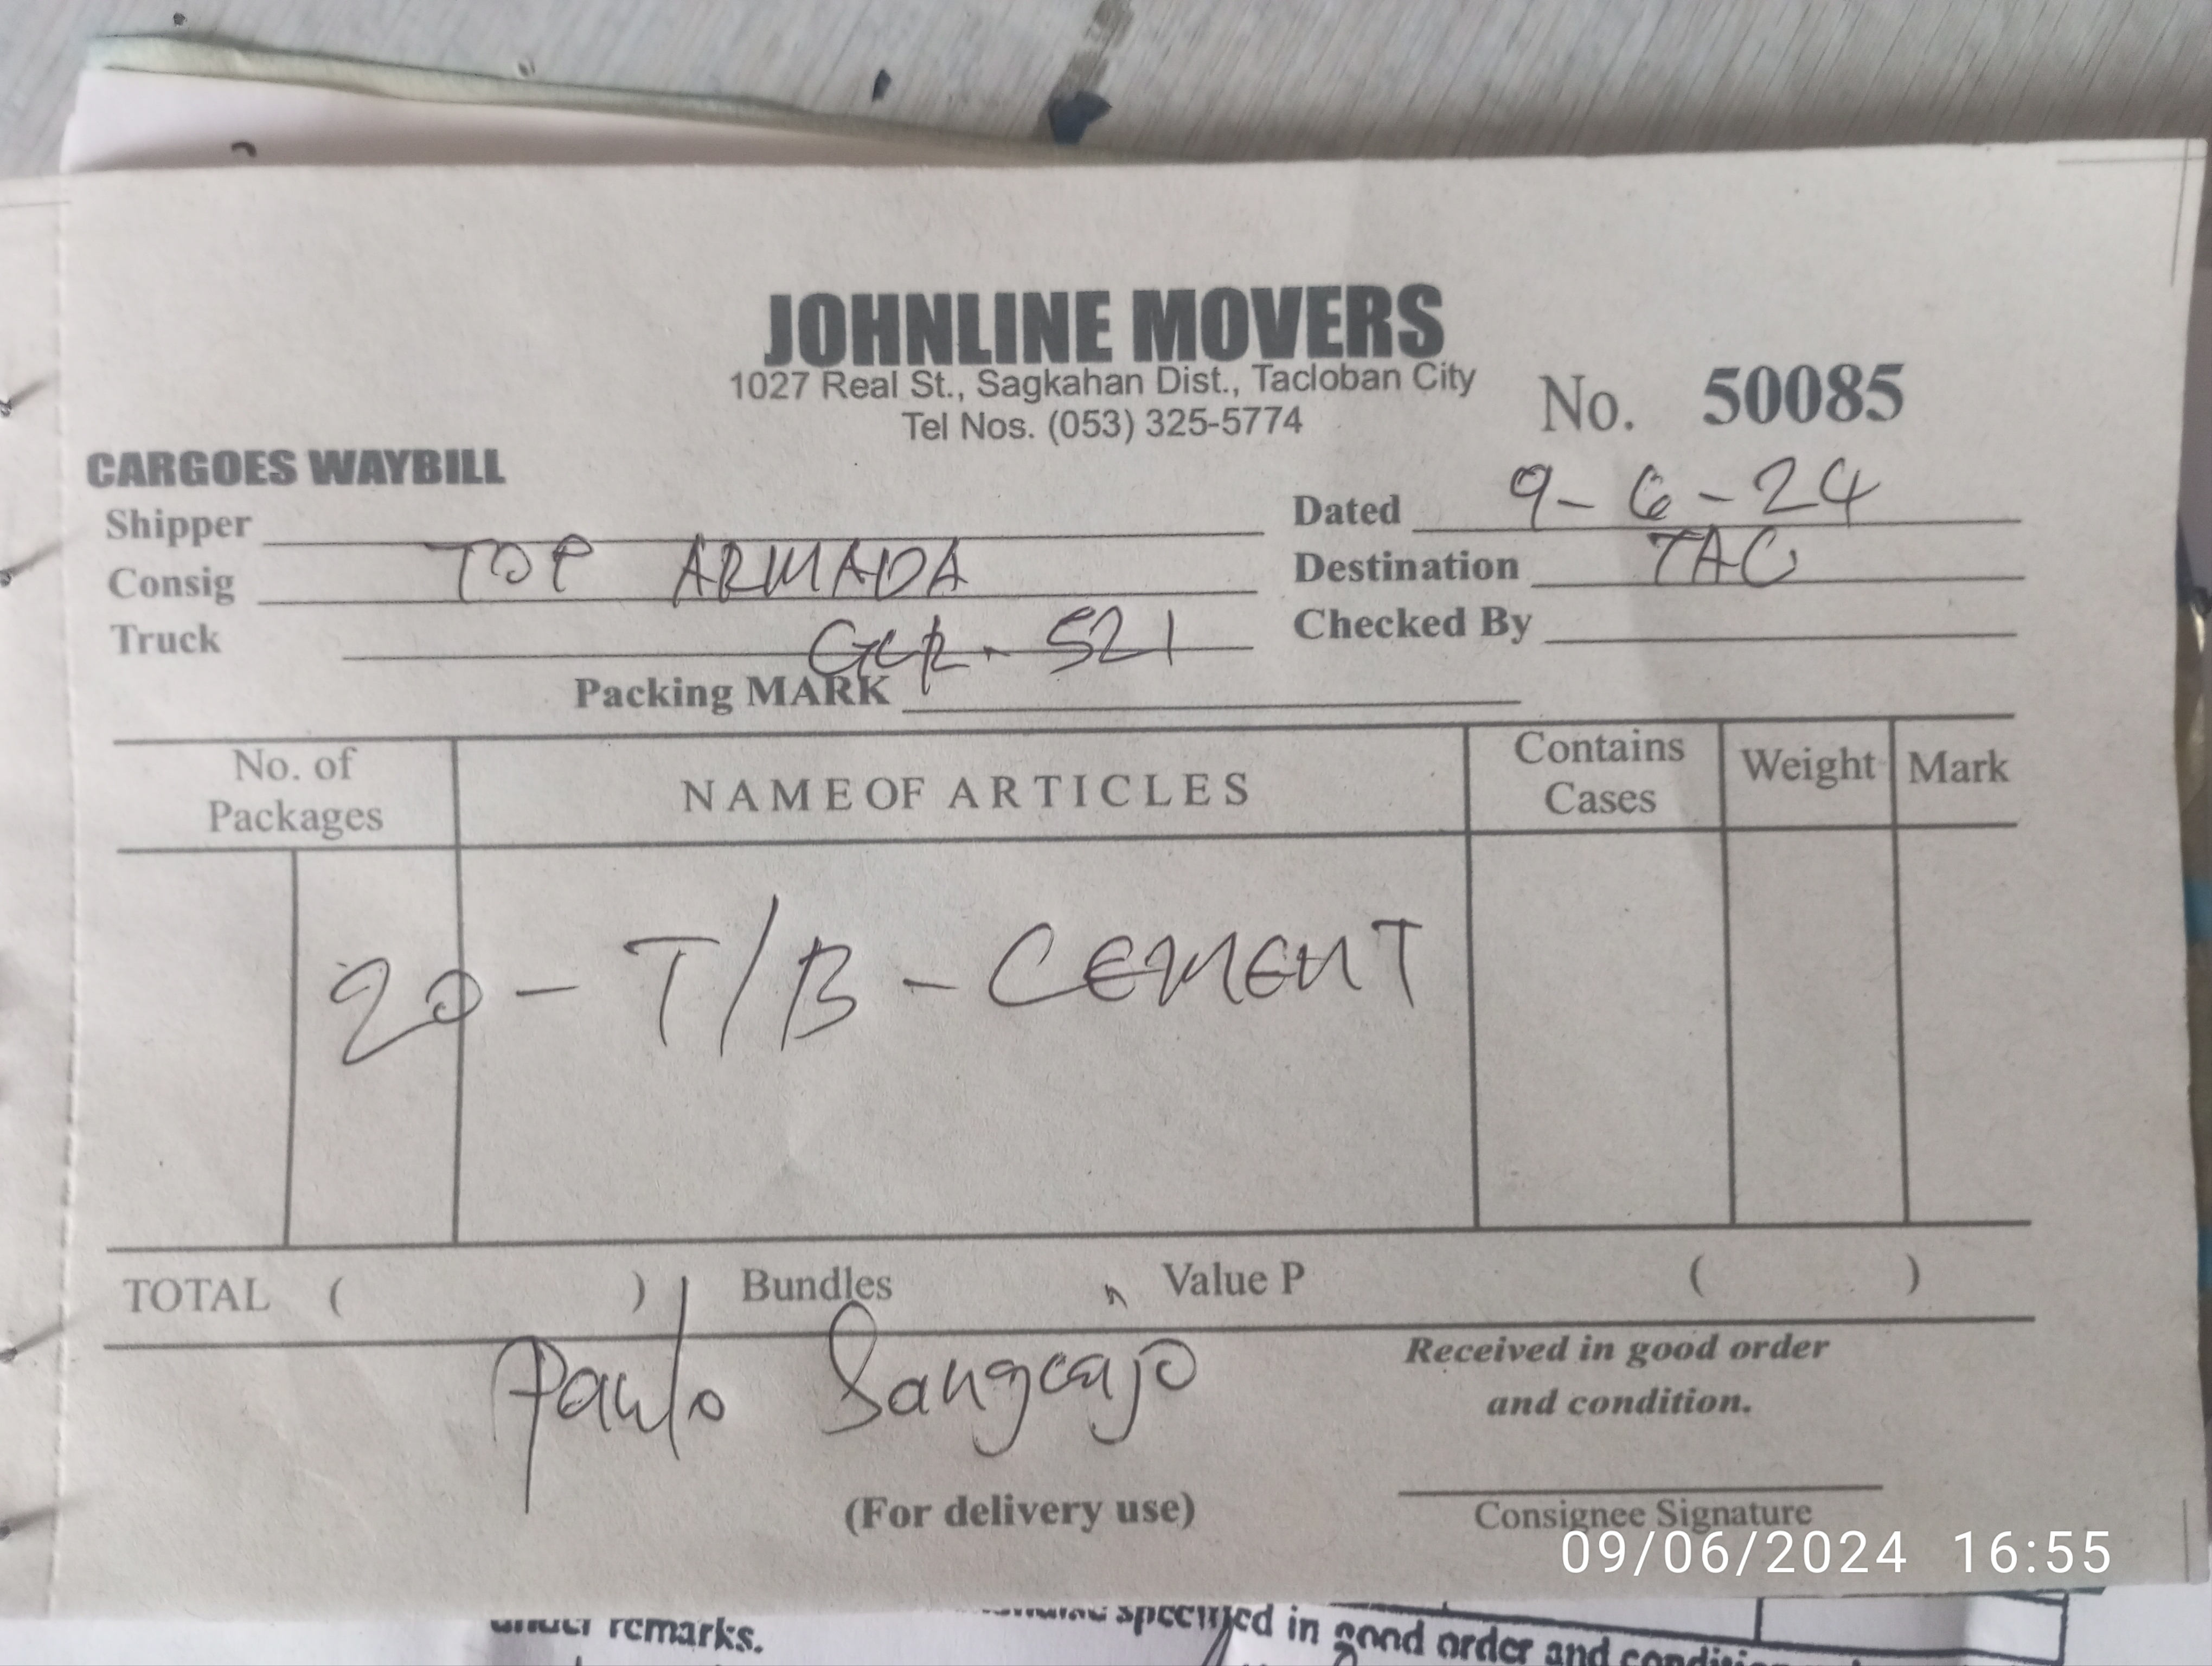 JOHNLINE MOVERS
1027 Real St., Sagkahan Dist., Tacloban City
Tel Nos. (053) 325-5774
No. 50085
CARGOES WAYBILL
Shipper
Dated 9-6-24
Consig TOP ARMADA
Destination TAC
Truck GCR-521
Checked By
Packing MARK
No. of Packages NAME OF ARTICLES Contains Cases Weight Mark
20 - T/B - CEMENT
TOTAL ( ) Bundles Value P ( )
Paulo Sangcajo
Received in good order
and condition.
(For delivery use)
Consignee Signature
09/06/2024 16:55
under remarks.
specified in good order and